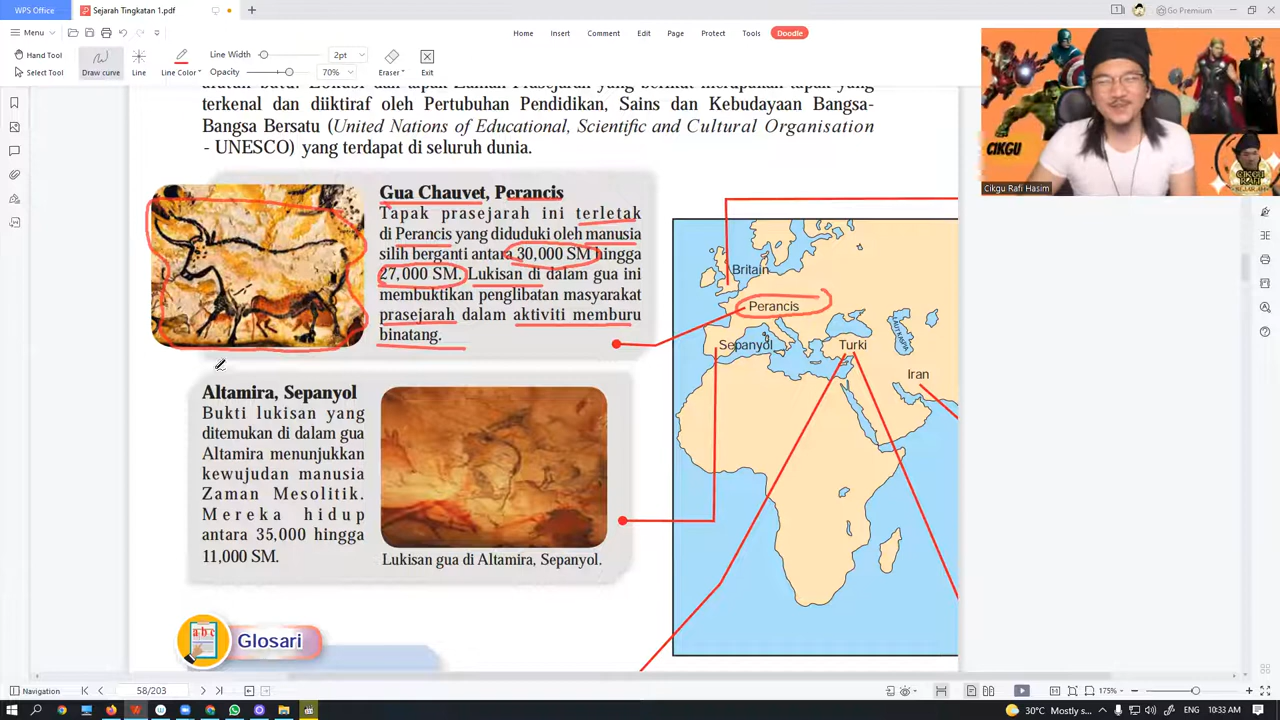 WPS Office
Sejarah Tingkatan 1.pdf
1
Go Premium
Menu
Home Insert Comment Edit Page Protect Tools Doodle
Hand Tool
Select Tool
Draw curve
Line
Line Color
Line Width 2pt
Opacity 70%
Eraser
Exit
terkenal dan diiktiraf oleh Pertubuhan Pendidikan, Sains dan Kebudayaan Bangsa-
Bangsa Bersatu (United Nations of Educational, Scientific and Cultural Organisation
- UNESCO) yang terdapat di seluruh dunia.
Gua Chauvet, Perancis
Tapak prasejarah ini terletak
di Perancis yang diduduki oleh manusia
silih berganti antara 30,000 SM hingga
27,000 SM. Lukisan di dalam gua ini
membuktikan penglibatan masyarakat
prasejarah dalam aktiviti memburu
binatang.
Altamira, Sepanyol
Bukti lukisan yang
ditemukan di dalam gua
Altamira menunjukkan
kewujudan manusia
Zaman Mesolitik.
Mereka hidup
antara 35,000 hingga
11,000 SM.
Lukisan gua di Altamira, Sepanyol.
Britain
Perancis
Sepanyol
Turki
Iran
a·b·c
Glosari
CIKGU
CIKGU
Cikgu Rafi Hasim
Navigation
58/203
175%
30°C Mostly s...
ENG
10:33 AM